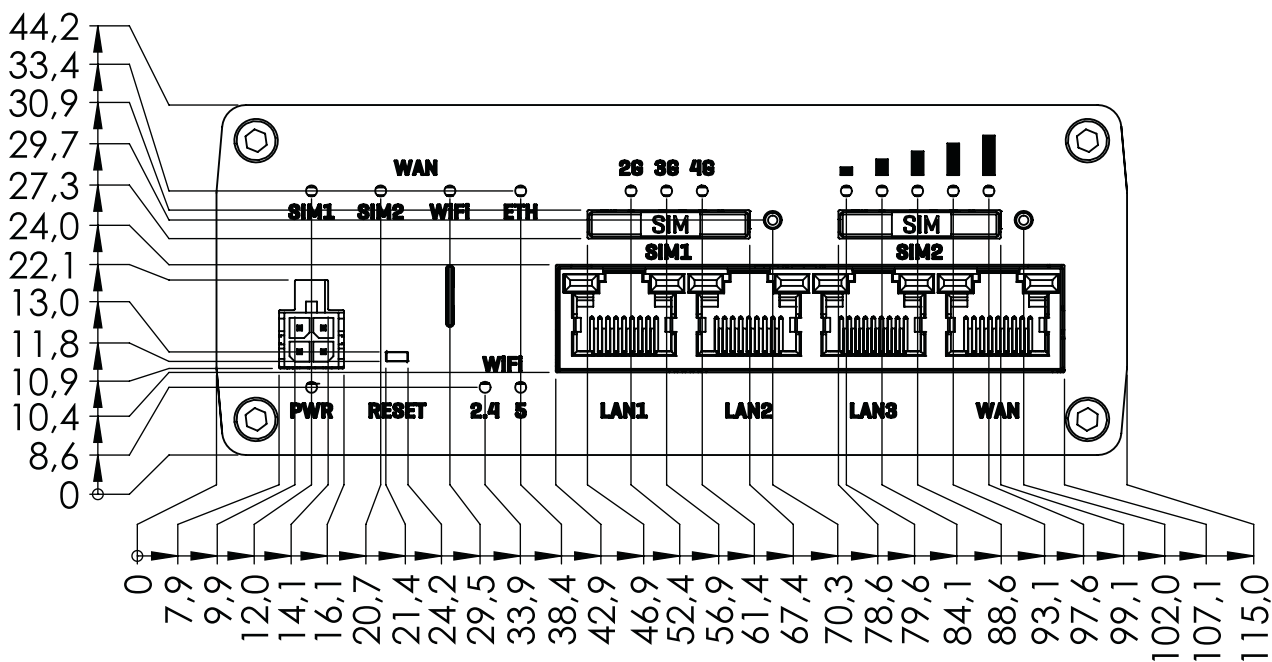 44,2
33,4
30,9
29,7
27,3
24,0
22,1
13,0
11,8
10,9
10,4
8,6
0
WAN
2G 3G 4G
SIM1 SIM2 WiFi ETH
SIM SIM
SIM1 SIM2
WiFi
PWR RESET 2.4 5 LAN1 LAN2 LAN3 WAN
0 7,9 9,9 12,0 14,1 16,1 20,7 21,4 24,2 29,5 33,9 38,4 42,9 46,9 52,4 56,9 61,4 67,4 70,3 78,6 79,6 84,1 88,6 93,1 97,6 99,1 102,0 107,1 115,0